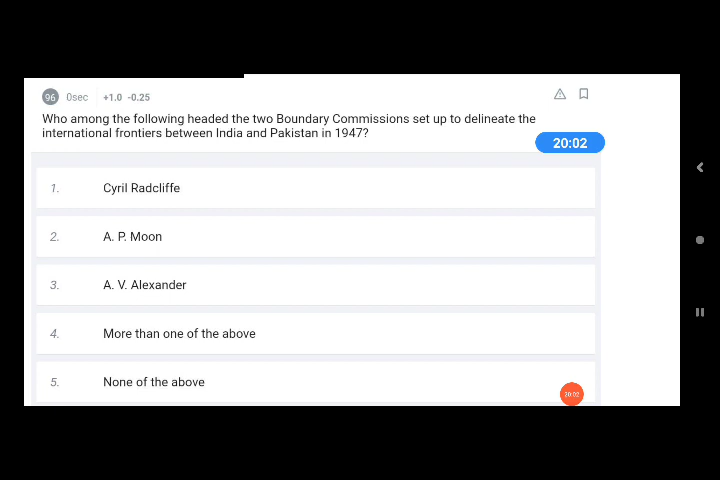 96 0sec +1.0 -0.25
Who among the following headed the two Boundary Commissions set up to delineate the
international frontiers between India and Pakistan in 1947?
20:02
1. Cyril Radcliffe
2. A. P. Moon
3. A. V. Alexander
4. More than one of the above
5. None of the above
20:02